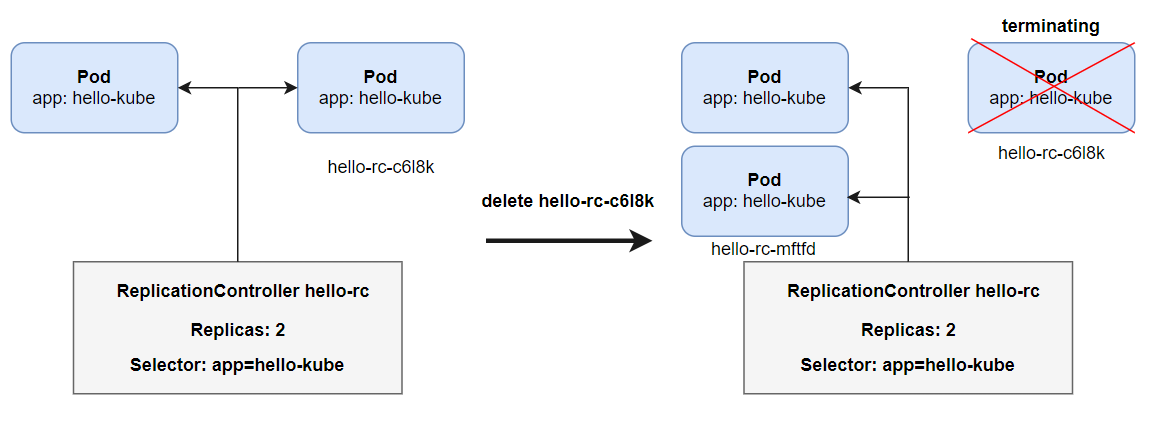 Pod
app: hello-kube
Pod
app: hello-kube
hello-rc-c6l8k
ReplicationController hello-rc
Replicas: 2
Selector: app=hello-kube
delete hello-rc-c6l8k
terminating
Pod
app: hello-kube
Pod
app: hello-kube
hello-rc-c6l8k
Pod
app: hello-kube
hello-rc-mftfd
ReplicationController hello-rc
Replicas: 2
Selector: app=hello-kube